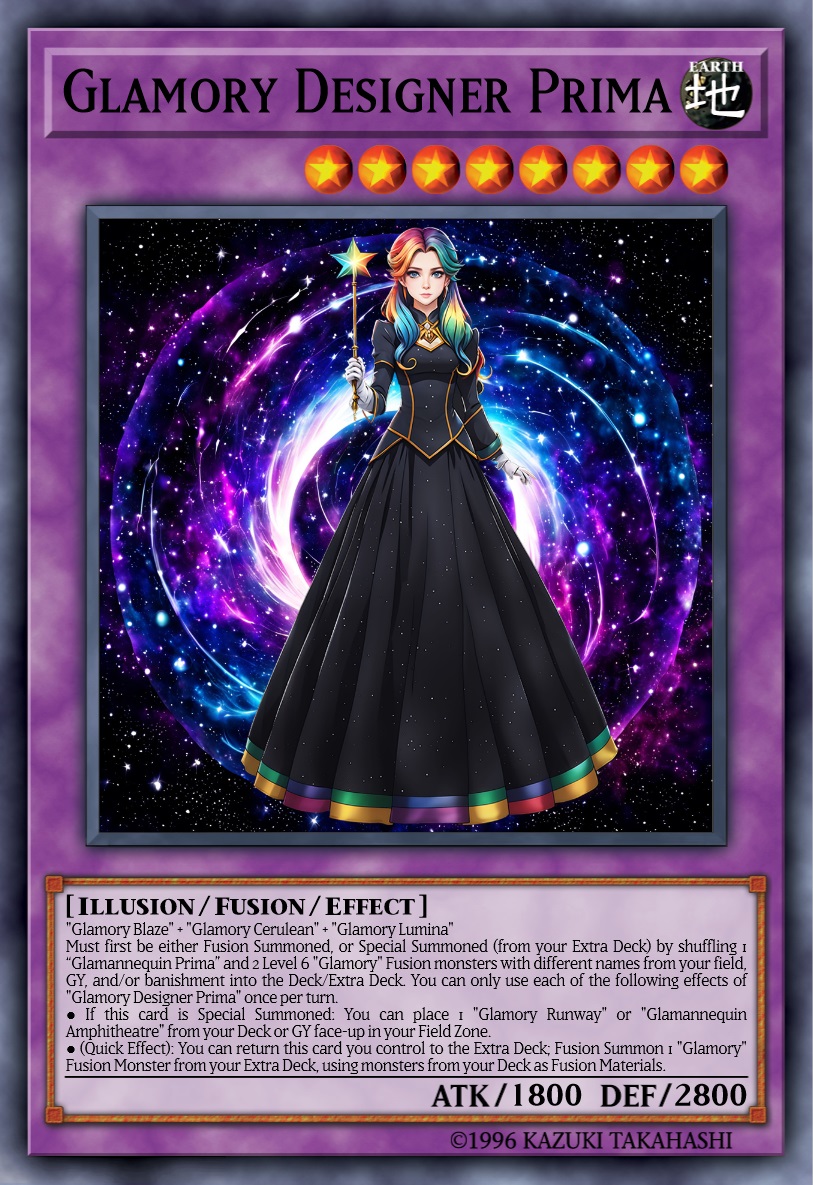 Glamory Designer Prima
EARTH
地
[Illusion/Fusion/Effect]
"Glamory Blaze" + "Glamory Cerulean" + "Glamory Lumina"
Must first be either Fusion Summoned, or Special Summoned (from your Extra Deck) by shuffling 1
“Glamannequin Prima” and 2 Level 6 "Glamory" Fusion monsters with different names from your field,
GY, and/or banishment into the Deck/Extra Deck. You can only use each of the following effects of
"Glamory Designer Prima" once per turn.
● If this card is Special Summoned: You can place 1 "Glamory Runway" or "Glamannequin
Amphitheatre" from your Deck or GY face-up in your Field Zone.
● (Quick Effect): You can return this card you control to the Extra Deck; Fusion Summon 1 "Glamory"
Fusion Monster from your Extra Deck, using monsters from your Deck as Fusion Materials.
ATK/1800 DEF/2800
©1996 KAZUKI TAKAHASHI